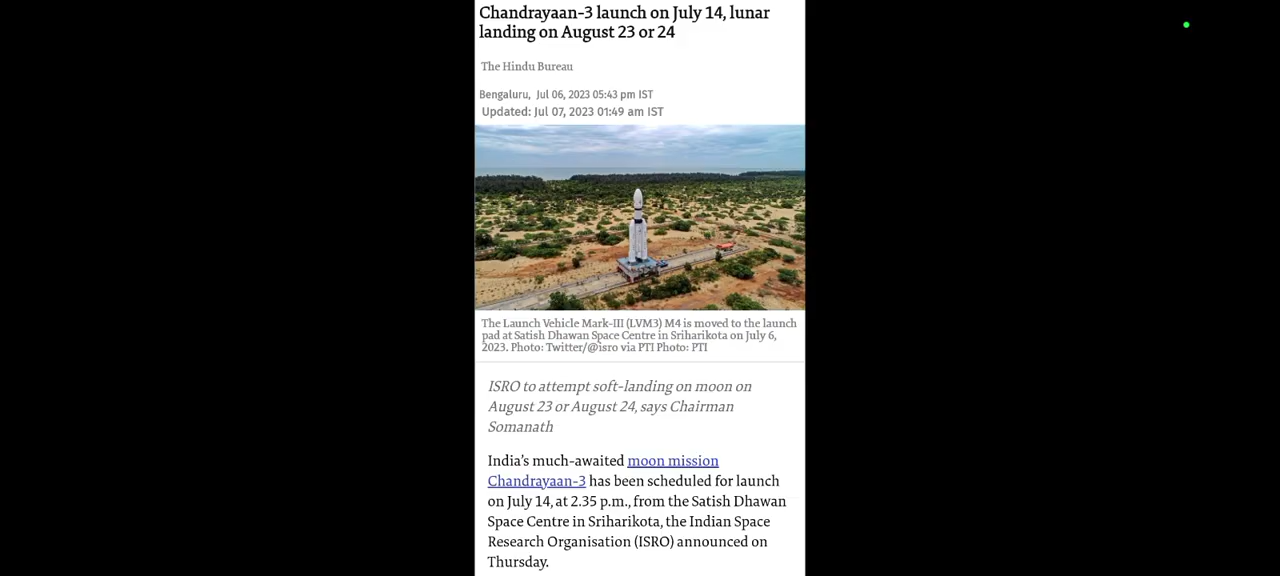 Chandrayaan-3 launch on July 14, lunar
landing on August 23 or 24
The Hindu Bureau
Bengaluru, Jul 06, 2023 05:43 pm IST
Updated: Jul 07, 2023 01:49 am IST
The Launch Vehicle Mark-III (LVM3) M4 is moved to the launch
pad at Satish Dhawan Space Centre in Sriharikota on July 6,
2023. Photo: Twitter/@isro via PTI Photo: PTI
ISRO to attempt soft-landing on moon on
August 23 or August 24, says Chairman
Somanath
India’s much-awaited moon mission
Chandrayaan-3 has been scheduled for launch
on July 14, at 2.35 p.m., from the Satish Dhawan
Space Centre in Sriharikota, the Indian Space
Research Organisation (ISRO) announced on
Thursday.